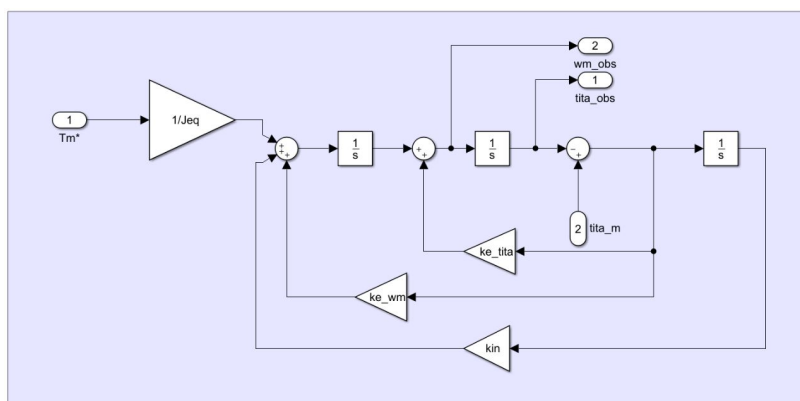 2
wm_obs
1
tita_obs
1
Tm*
1/Jeq
+
+
+
1
s
+
+
1
s
−
+
1
s
2
tita_m
ke_tita
ke_wm
kin